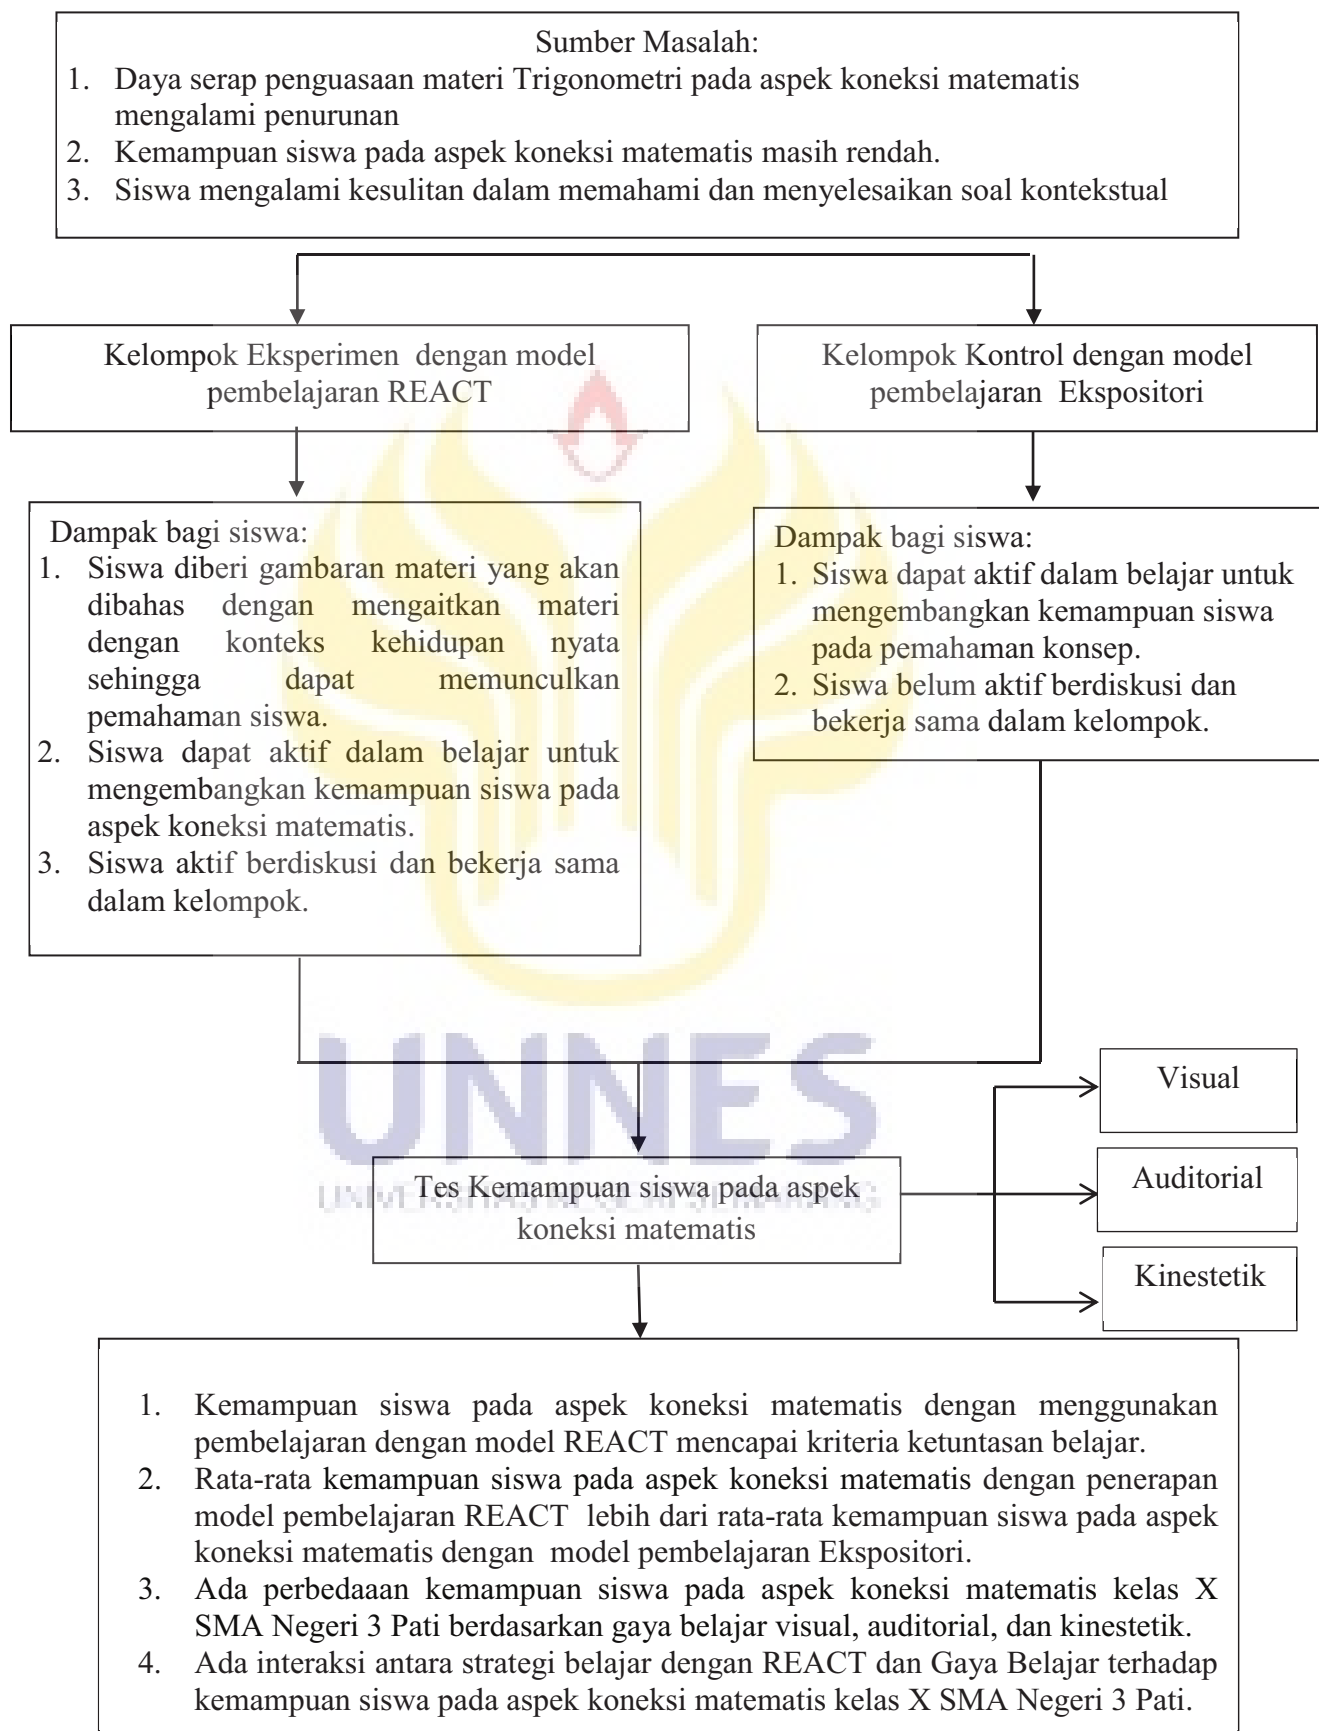 Sumber Masalah:
1. Daya serap penguasaan materi Trigonometri pada aspek koneksi matematis
mengalami penurunan
2. Kemampuan siswa pada aspek koneksi matematis masih rendah.
3. Siswa mengalami kesulitan dalam memahami dan menyelesaikan soal kontekstual
Kelompok Eksperimen dengan model
pembelajaran REACT
Kelompok Kontrol dengan model
pembelajaran Ekspositori
Dampak bagi siswa:
1. Siswa diberi gambaran materi yang akan
dibahas dengan mengaitkan materi
dengan konteks kehidupan nyata
sehingga dapat memunculkan
pemahaman siswa.
2. Siswa dapat aktif dalam belajar untuk
mengembangkan kemampuan siswa pada
aspek koneksi matematis.
3. Siswa aktif berdiskusi dan bekerja sama
dalam kelompok.
Dampak bagi siswa:
1. Siswa dapat aktif dalam belajar untuk
mengembangkan kemampuan siswa
pada pemahaman konsep.
2. Siswa belum aktif berdiskusi dan
bekerja sama dalam kelompok.
UNNES
Tes Kemampuan siswa pada aspek
koneksi matematis
Visual
Auditorial
Kinestetik
1. Kemampuan siswa pada aspek koneksi matematis dengan menggunakan
pembelajaran dengan model REACT mencapai kriteria ketuntasan belajar.
2. Rata-rata kemampuan siswa pada aspek koneksi matematis dengan penerapan
model pembelajaran REACT lebih dari rata-rata kemampuan siswa pada aspek
koneksi matematis dengan model pembelajaran Ekspositori.
3. Ada perbedaaan kemampuan siswa pada aspek koneksi matematis kelas X
SMA Negeri 3 Pati berdasarkan gaya belajar visual, auditorial, dan kinestetik.
4. Ada interaksi antara strategi belajar dengan REACT dan Gaya Belajar terhadap
kemampuan siswa pada aspek koneksi matematis kelas X SMA Negeri 3 Pati.